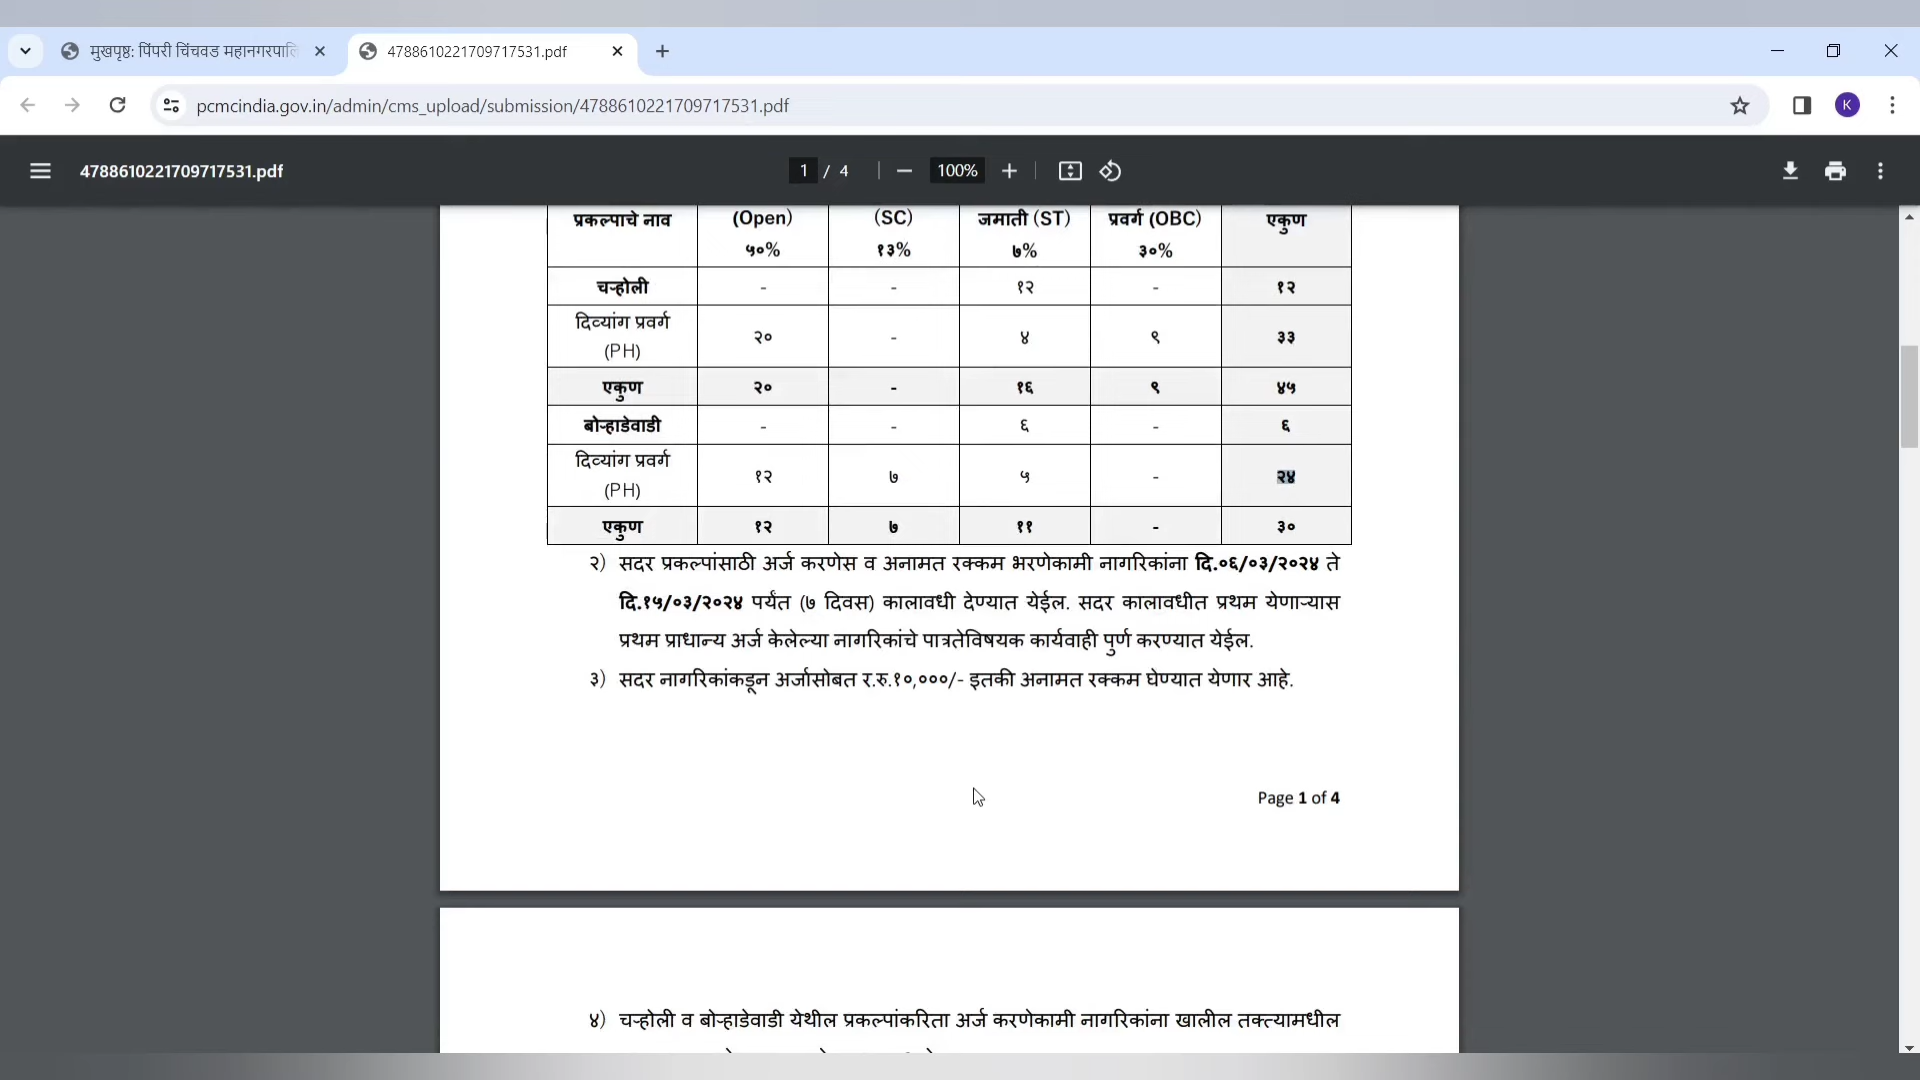 मुखपृष्ठ: पिंपरी चिंचवड महानगरपालि
4788610221709717531.pdf
pcmcindia.gov.in/admin/cms_upload/submission/4788610221709717531.pdf
K
4788610221709717531.pdf
1 / 4
100%
प्रकल्पाचे नाव (Open) (SC) जमाती (ST) प्रवर्ग (OBC) एकुण
५०% १३% ७% ३०%
चऱ्होली - - १२ - १२
दिव्यांग प्रवर्ग
(PH) २० - ४ ९ ३३
एकुण २० - १६ ९ ४५
बोऱ्हाडेवाडी - - ६ - ६
दिव्यांग प्रवर्ग
(PH) १२ ७ ५ - २४
एकुण १२ ७ ११ - ३०
२) सदर प्रकल्पांसाठी अर्ज करणेस व अनामत रक्कम भरणेकामी नागरिकांना दि.०६/०३/२०२४ ते
दि.१५/०३/२०२४ पर्यंत (७ दिवस) कालावधी देण्यात येईल. सदर कालावधीत प्रथम येणाऱ्यास
प्रथम प्राधान्य अर्ज केलेल्या नागरिकांचे पात्रतेविषयक कार्यवाही पुर्ण करण्यात येईल.
३) सदर नागरिकांकडून अर्जासोबत र.रु.१०,०००/- इतकी अनामत रक्कम घेण्यात येणार आहे.
Page 1 of 4
४) चऱ्होली व बोऱ्हाडेवाडी येथील प्रकल्पांकरिता अर्ज करणेकामी नागरिकांना खालील तक्त्यामधील